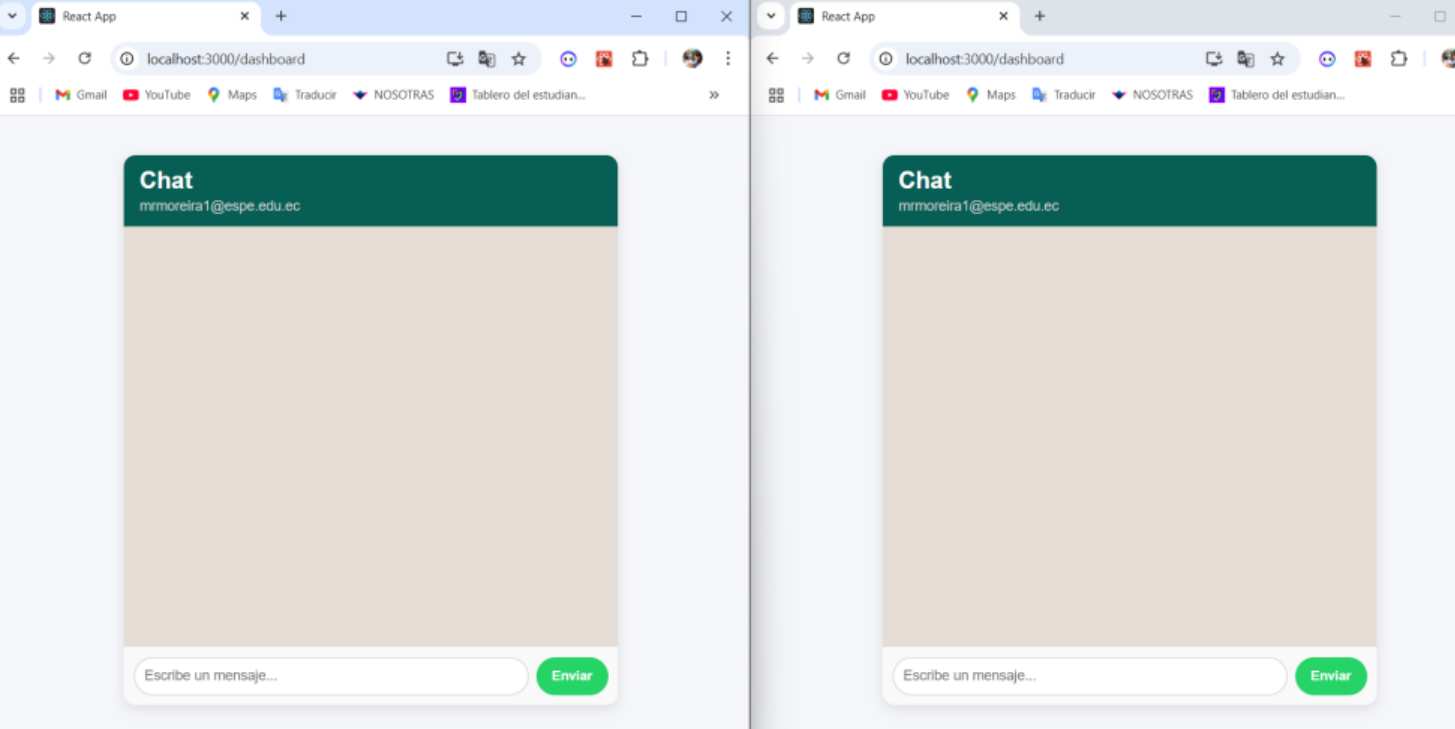 React App
localhost:3000/dashboard
Gmail YouTube Maps Traducir NOSOTRAS Tablero del estudian...
Chat
mrmoreira1@espe.edu.ec
Escribe un mensaje...
Enviar
React App
localhost:3000/dashboard
Gmail YouTube Maps Traducir NOSOTRAS Tablero del estudian...
Chat
mrmoreira1@espe.edu.ec
Escribe un mensaje...
Enviar